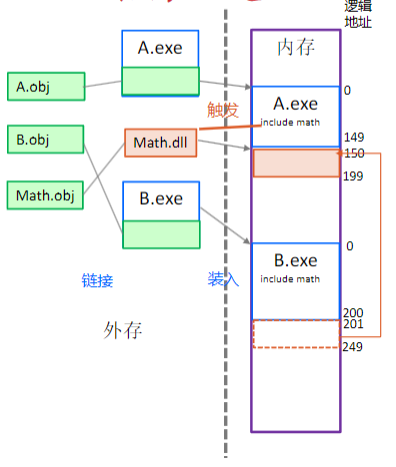 逻辑
地址
A.exe
内存
A.obj
0
触发
A.exe
include math
B.obj
Math.dll
149
150
199
Math.obj
B.exe
0
B.exe
include math
链接
装入
200
201
外存
249